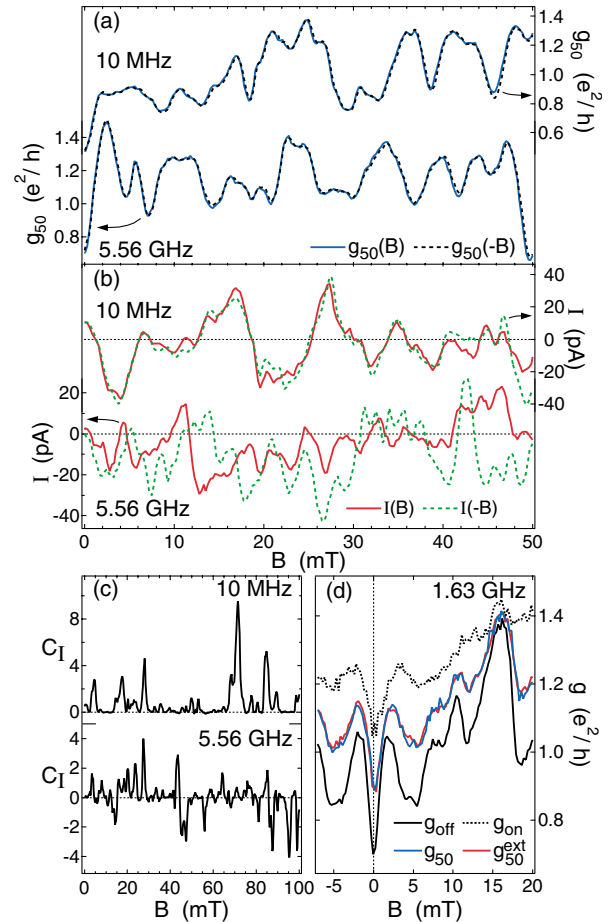 (a)
10 MHz
1.4
1.2
1.0
0.8
0.6
g50 (e²/h)
1.4
1.2
1.0
0.8
g50 (e²/h)
5.56 GHz
g50(B) g50(-B)
(b)
10 MHz
40
20
0
-20
-40
I (pA)
20
0
-20
-40
I (pA)
5.56 GHz
I(B) I(-B)
0 10 20 30 40 50
B (mT)
(c)
10 MHz
8
4
0
CI
5.56 GHz
4
2
0
-2
-4
CI
0 20 40 60 80 100
B (mT)
(d) 1.63 GHz
1.4
1.2
1.0
0.8
g (e²/h)
goff gon
g50 g50ext
-5 0 5 10 15 20
B (mT)